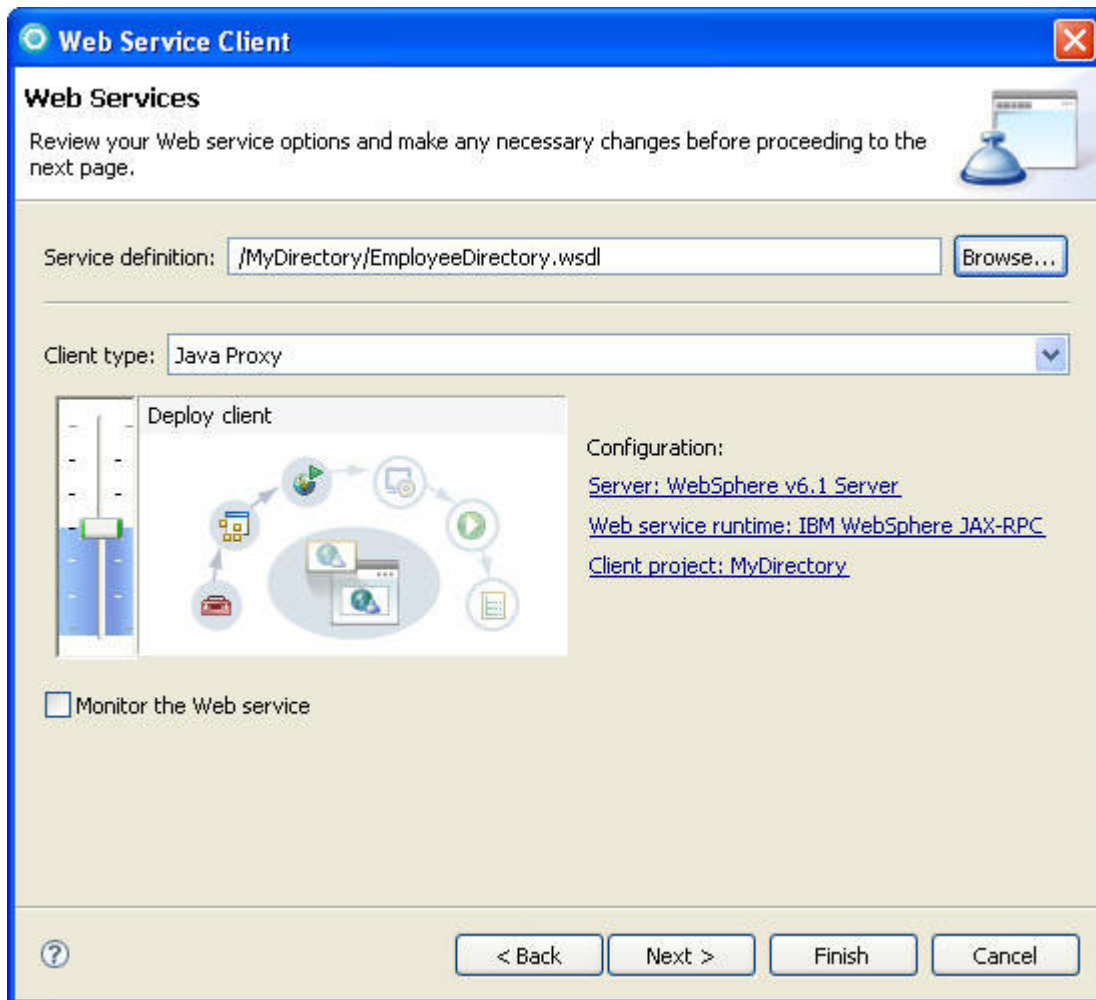 Web Service Client
Web Services
Review your Web service options and make any necessary changes before proceeding to the
next page.
Service definition: /MyDirectory/EmployeeDirectory.wsdl Browse...
Client type: Java Proxy
Deploy client
Configuration:
Server: WebSphere v6.1 Server
Web service runtime: IBM WebSphere JAX-RPC
Client project: MyDirectory
Monitor the Web service
? < Back Next > Finish Cancel